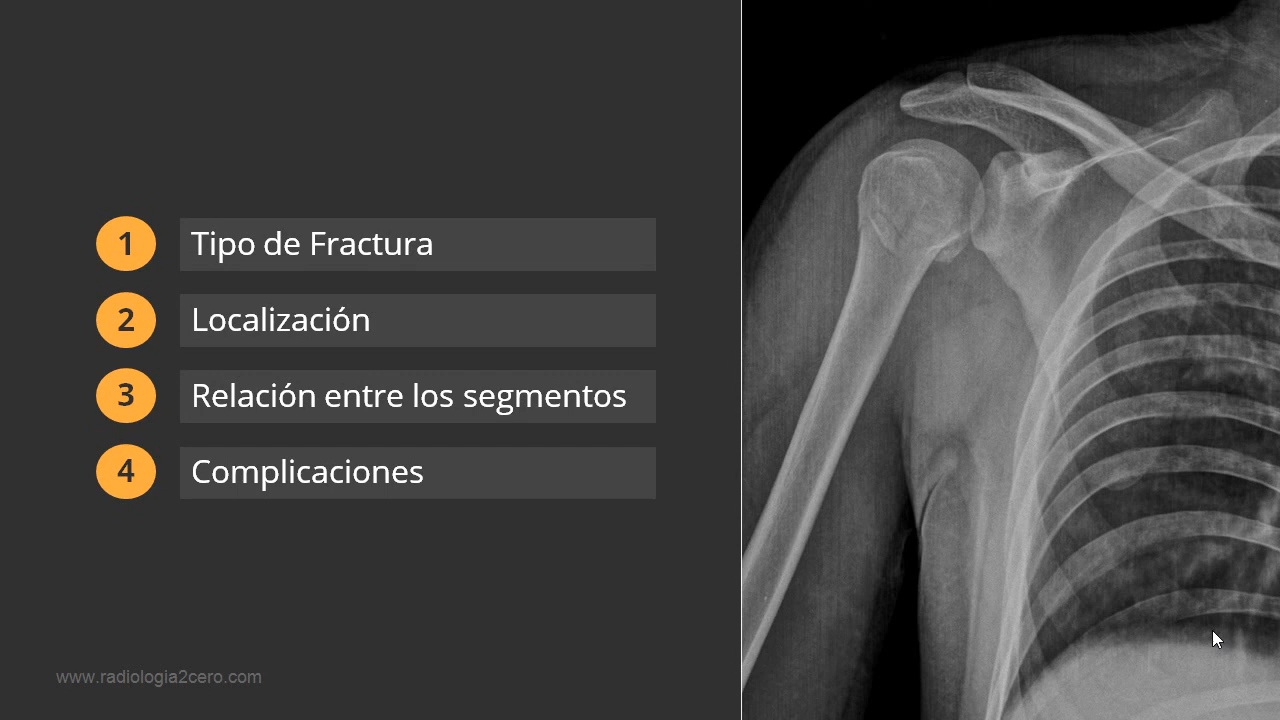 1 Tipo de Fractura
2 Localización
3 Relación entre los segmentos
4 Complicaciones
www.radiologia2cero.com